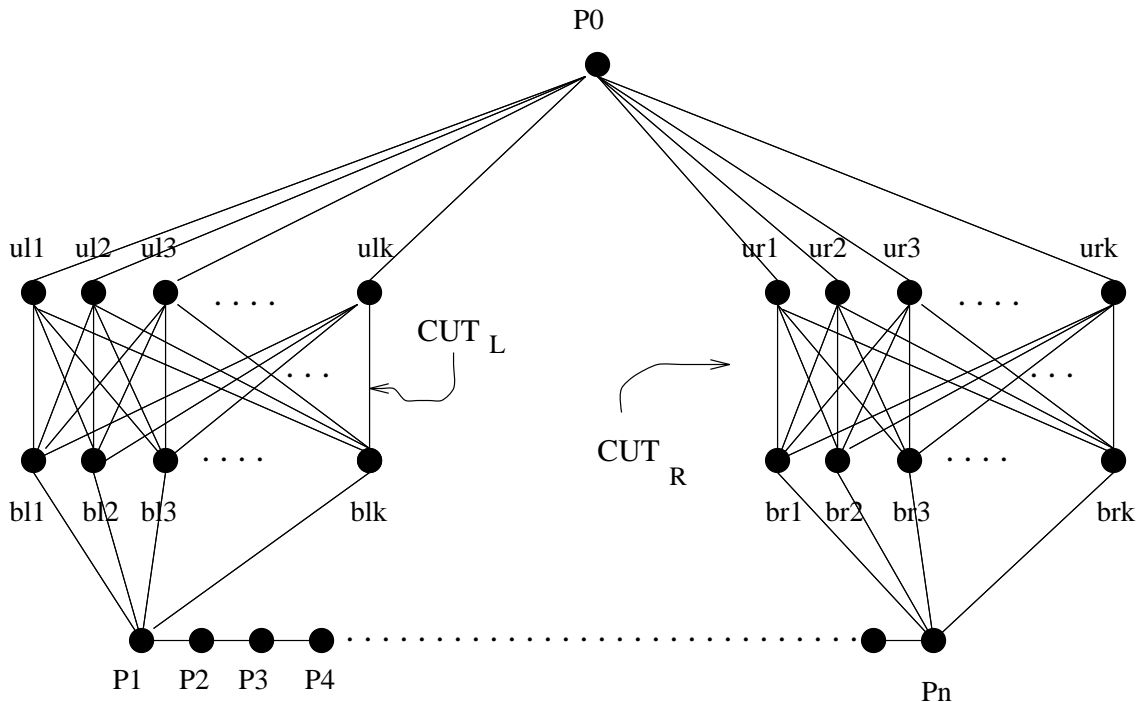 P0
ul1 ul2 ul3 ulk ur1 ur2 ur3 urk
. . . . . . . .
CUT L
. . . . . .
CUT R
. . . . . . . .
bl1 bl2 bl3 blk br1 br2 br3 brk
P1 P2 P3 P4 Pn